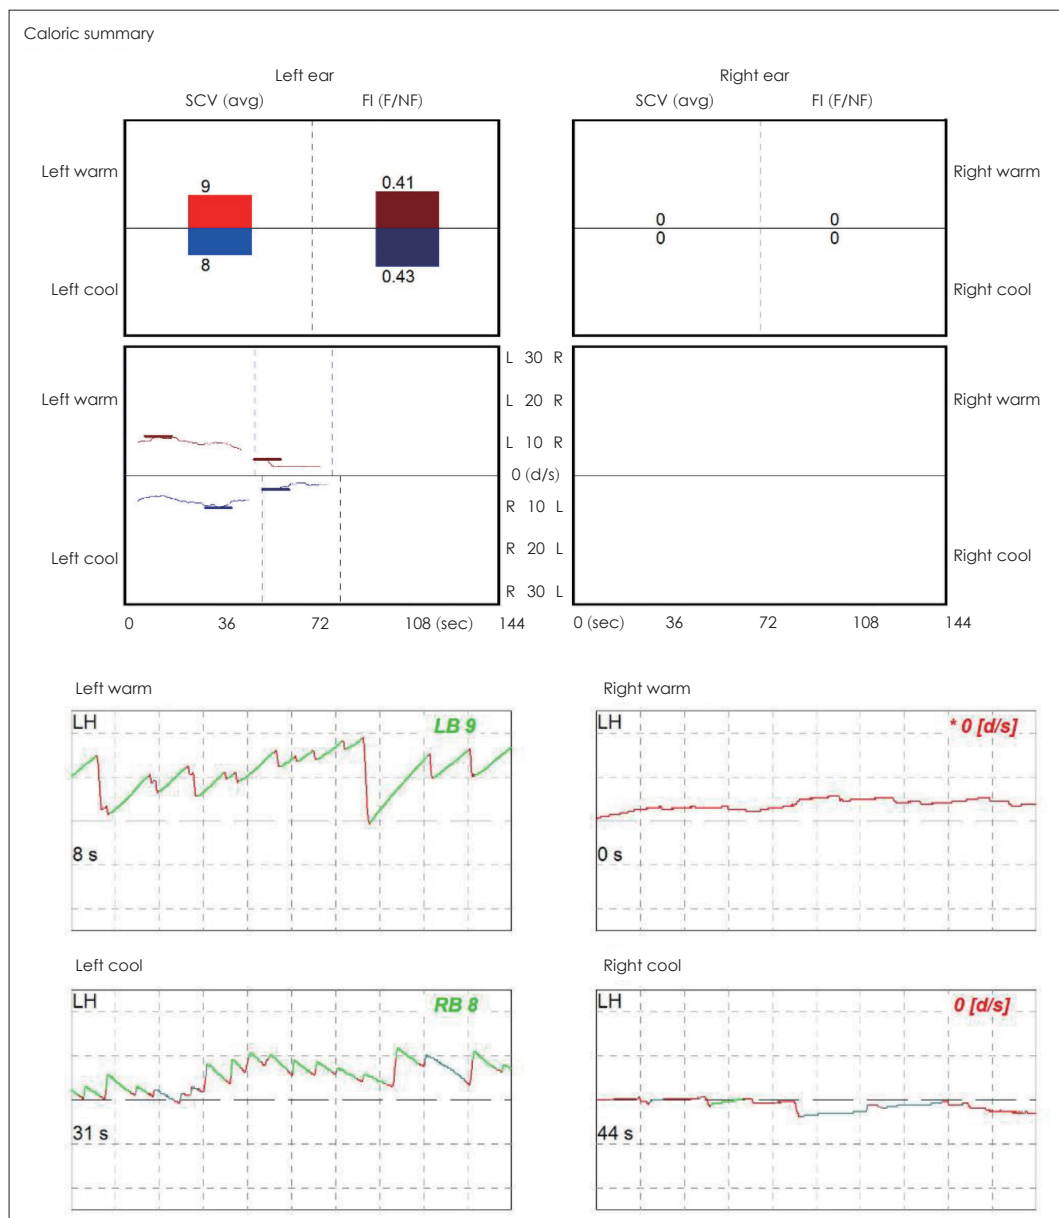 Caloric summary
Left ear Right ear
SCV (avg) FI (F/NF) SCV (avg) FI (F/NF)
Left warm 9 0.41 Right warm
0 0
0 0
Left cool 8 0.43 Right cool
L 30 R
Left warm L 20 R Right warm
L 10 R
0 (d/s)
R 10 L
Left cool R 20 L Right cool
R 30 L
0 36 72 108 (sec) 144 0 (sec) 36 72 108 144
Left warm Right warm
LH LB 9 LH * 0 [d/s]
8 s 0 s
Left cool Right cool
LH RB 8 LH 0 [d/s]
31 s 44 s